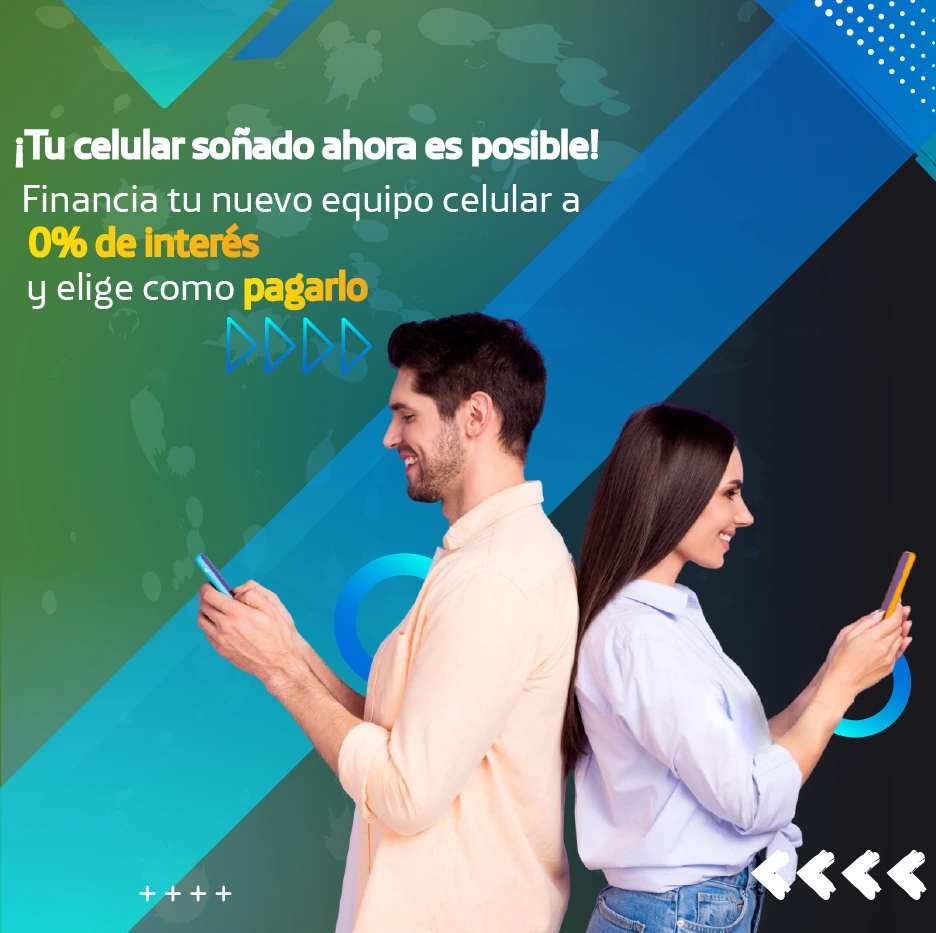 ¡Tu celular soñado ahora es posible!
Financia tu nuevo equipo celular a
0% de interés
y elige como pagarlo